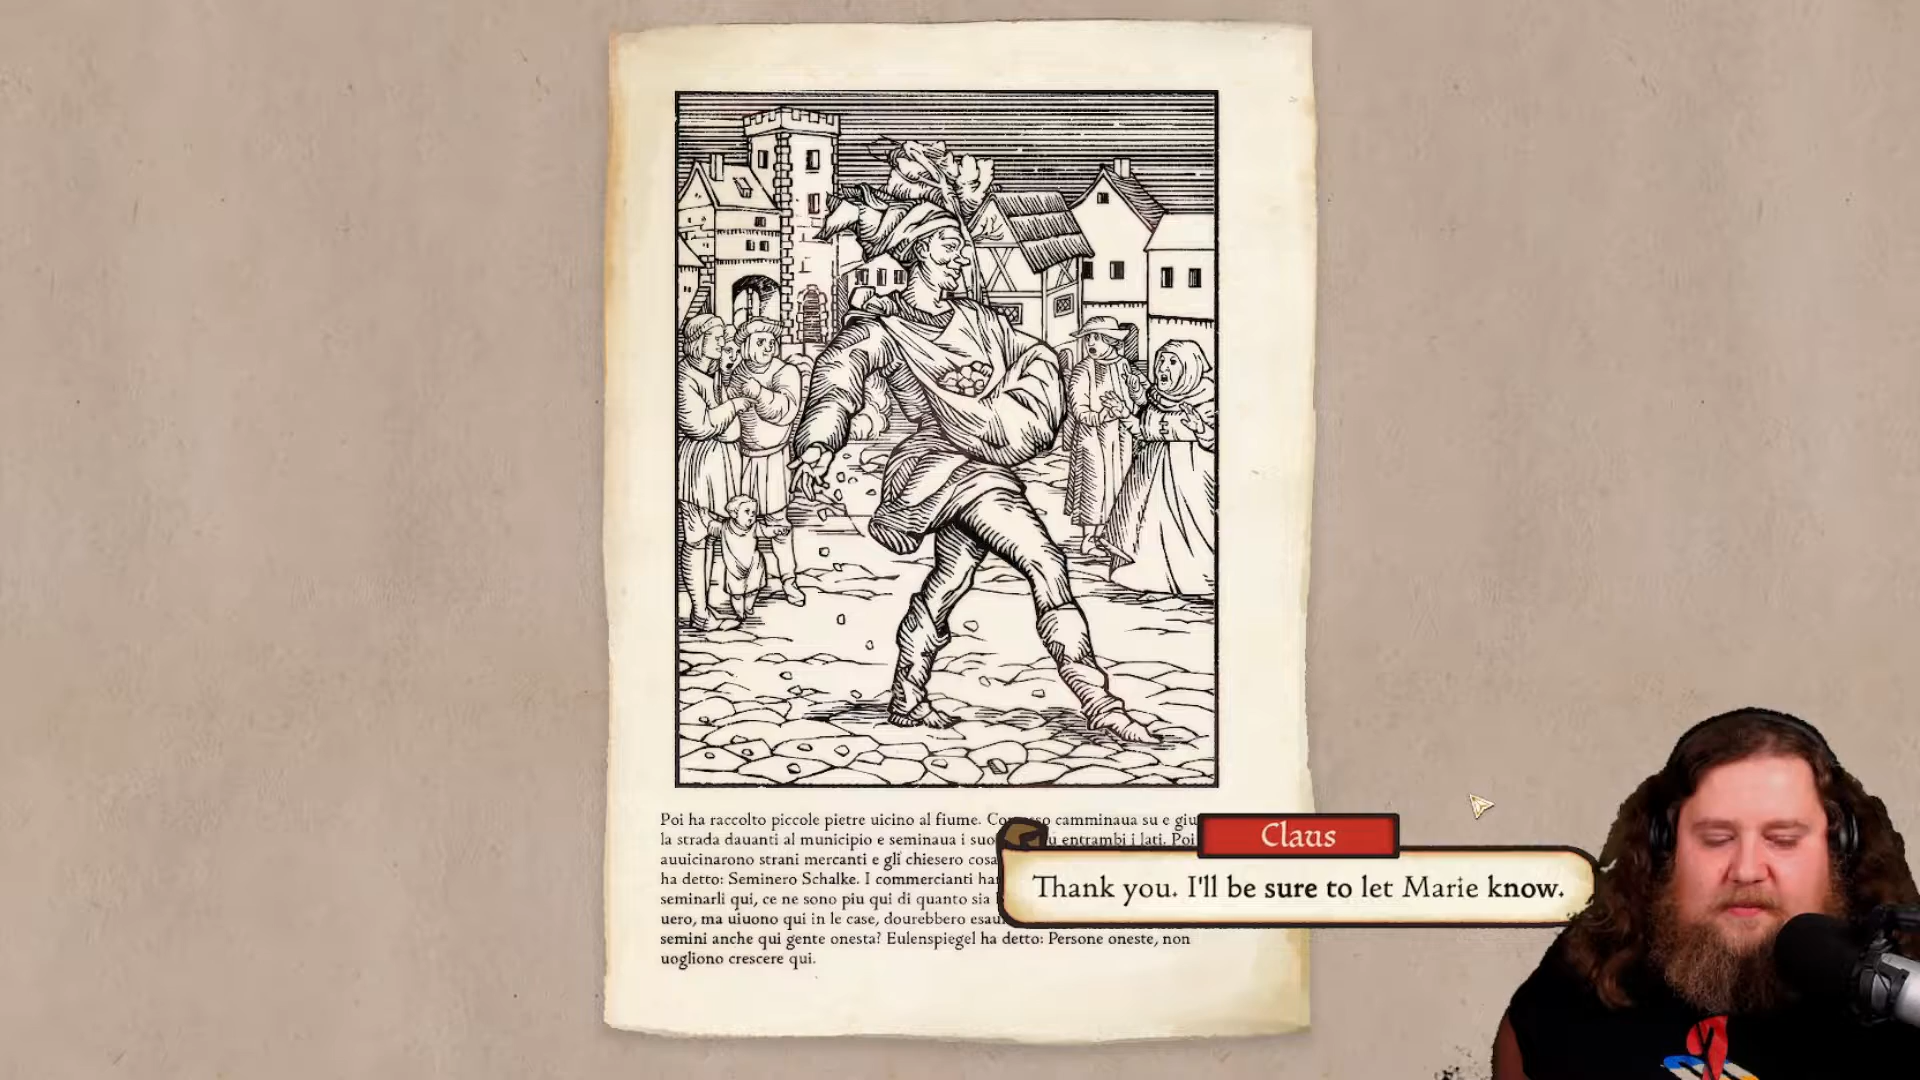 Poi ha raccolto piccole pietre uicino al fiume. Co so camminaua su e giu
la strada dauanti al municipio e seminaua i suo u entrambi i lati. Poi
auuicinarono strani mercanti e gli chiesero cosa
ha detto: Seminero Schalke. I commercianti ha
seminarli qui, ce ne sono piu qui di quanto sia
uero, ma uiuono qui in le case, dourebbero esau
semini anche qui gente onesta? Eulenspiegel ha detto: Persone oneste, non
uogliono crescere qui.
Claus
Thank you. I'll be sure to let Marie know.